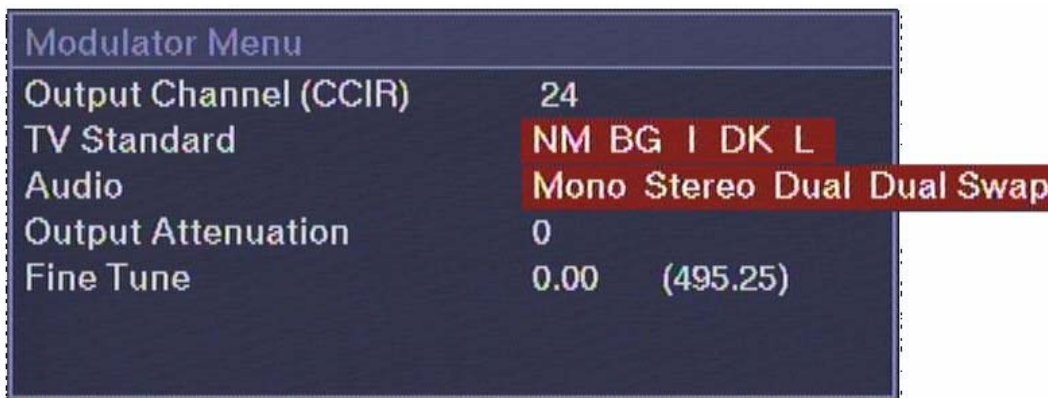 Modulator Menu
Output Channel (CCIR) 24
TV Standard NM BG I DK L
Audio Mono Stereo Dual Dual Swap
Output Attenuation 0
Fine Tune 0.00 (495.25)